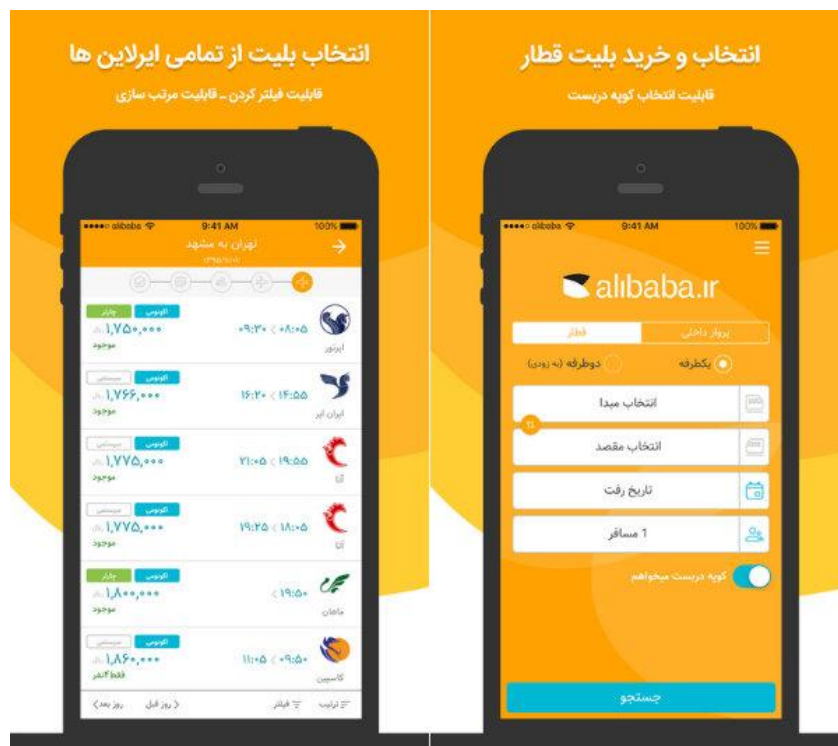 انتخاب و خرید بلیت قطار
قابلیت انتخاب کوپه دربست
alibaba 9:41 AM 100%
alibaba.ir
پرواز داخلی قطار
یکطرفه دوطرفه (به زودی)
انتخاب مبدا
انتخاب مقصد
تاریخ رفت
1 مسافر
کوپه دربست میخواهم
جستجو
انتخاب بلیت از تمامی ایرلاین ها
قابلیت فیلتر کردن - قابلیت مرتب سازی
alibaba 9:41 AM 100%
تهران به مشهد
اکونومی چارتر
۰۸:۰۵ > ۰۹:۳۰ ۱,۷۵۰,۰۰۰
ایرتور موجود
اکونومی سیستمی
۱۴:۵۵ > ۱۶:۲۰ ۱,۷۶۶,۰۰۰
ایران ایر موجود
اکونومی سیستمی
۱۹:۵۵ > ۲۱:۰۵ ۱,۷۷۵,۰۰۰
آتا موجود
اکونومی سیستمی
۱۸:۰۵ > ۱۹:۲۵ ۱,۷۷۵,۰۰۰
آتا موجود
اکونومی چارتر
۱۹:۵۰ > ۱,۸۰۰,۰۰۰
ماهان موجود
اکونومی سیستمی
۰۹:۵۰ > ۱۱:۰۵ ۱,۸۶۰,۰۰۰
کاسپین فقط ۴ نفر
ترتیب فیلتر روز قبل روز بعد